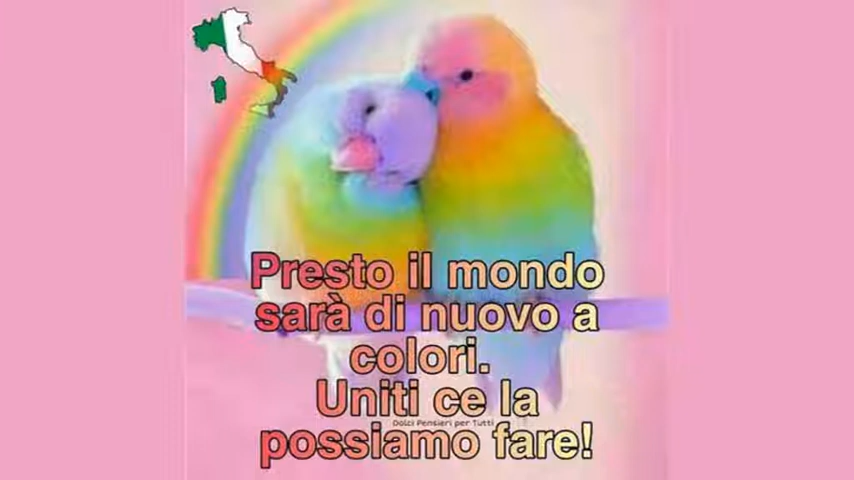 Presto il mondo
sarà di nuovo a
colori.
Uniti ce la
Dolci Pensieri per Tutti
possiamo fare!